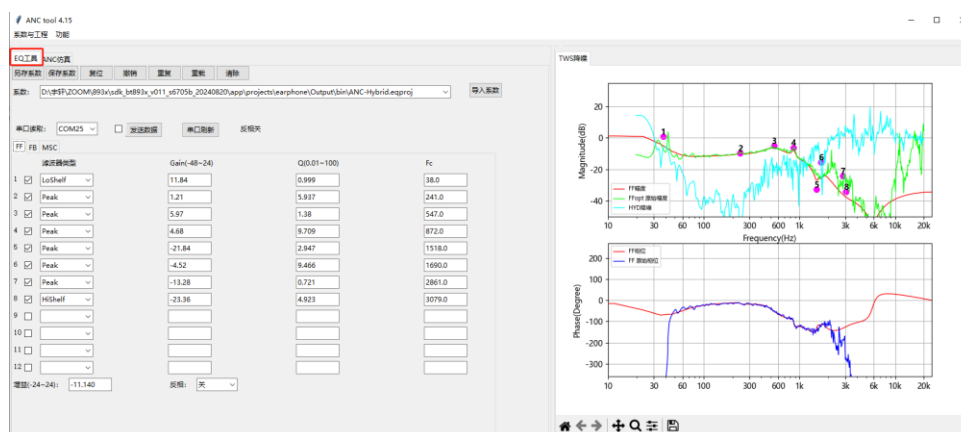 ANC tool 4.15
系数与工程 功能
EQ工具 ANC仿真
另存系数 保存系数 复位 撤销 重复 重载 清除
系数: D:\李轩\ZOOM\893x\sdk_bt893x_v011_s6705b_20240820\app\projects\earphone\Output\bin\ANC-Hybrid.eqproj 导入系数
串口读取: COM25 发送数据 串口刷新 反相关
FF FB MSC
滤波器类型 Gain(-48~24) Q(0.01~100) Fc
1 LoShelf 11.84 0.999 38.0
2 Peak 1.21 5.937 241.0
3 Peak 5.97 1.38 547.0
4 Peak 4.68 9.709 872.0
5 Peak -21.84 2.947 1518.0
6 Peak -4.52 9.466 1690.0
7 Peak -13.28 0.721 2861.0
8 HiShelf -23.36 4.923 3079.0
9
10
11
12
增益(-24~24): -11.140 反相: 关
TWS降噪
Magnitude(dB)
20
0
-20
-40
1
2
3
4
5
6
7
8
FF幅度
FFopt 原始幅度
10 30 60 100 300 600 1k 3k 6k 10k 20k
Frequency(Hz)
Phase(Degree)
200
100
0
-100
-200
-300
FF相位
FF 原始相位
10 30 60 100 300 600 1k 3k 6k 10k 20k